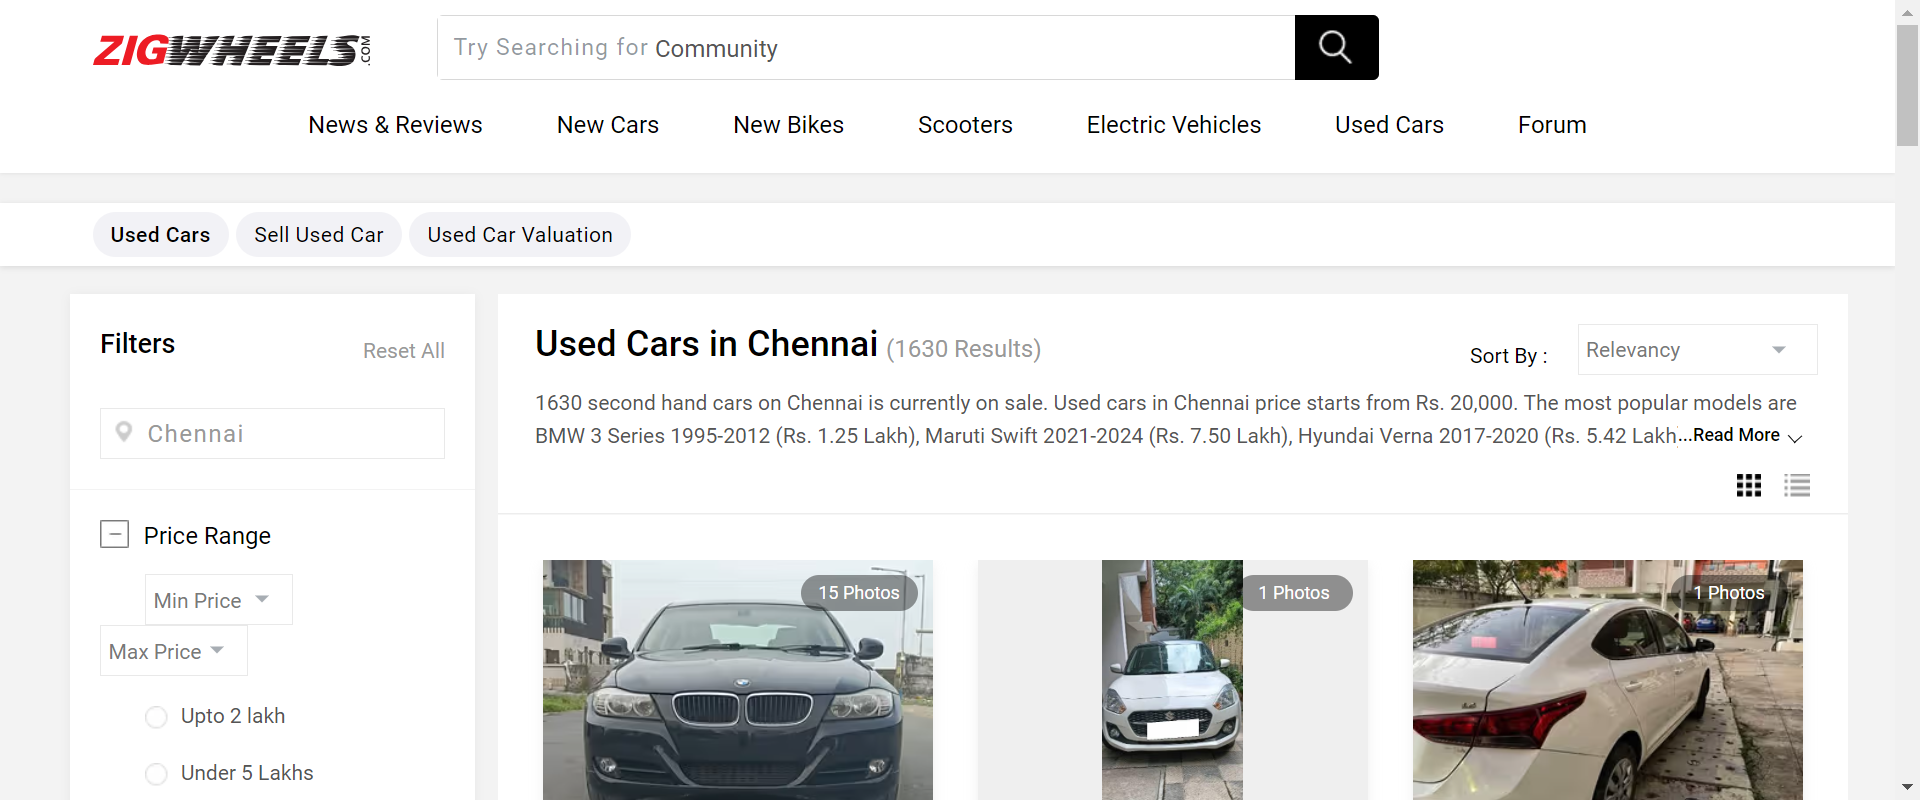 ZIGWHEELS.COM
Try Searching for Community
News & Reviews New Cars New Bikes Scooters Electric Vehicles Used Cars Forum
Used Cars Sell Used Car Used Car Valuation
Filters
Reset All
Chennai
Price Range
Min Price
Max Price
Upto 2 lakh
Under 5 Lakhs
Used Cars in Chennai (1630 Results)
Sort By : Relevancy
1630 second hand cars on Chennai is currently on sale. Used cars in Chennai price starts from Rs. 20,000. The most popular models are
BMW 3 Series 1995-2012 (Rs. 1.25 Lakh), Maruti Swift 2021-2024 (Rs. 7.50 Lakh), Hyundai Verna 2017-2020 (Rs. 5.42 Lakh ...Read More
15 Photos
1 Photos
1 Photos